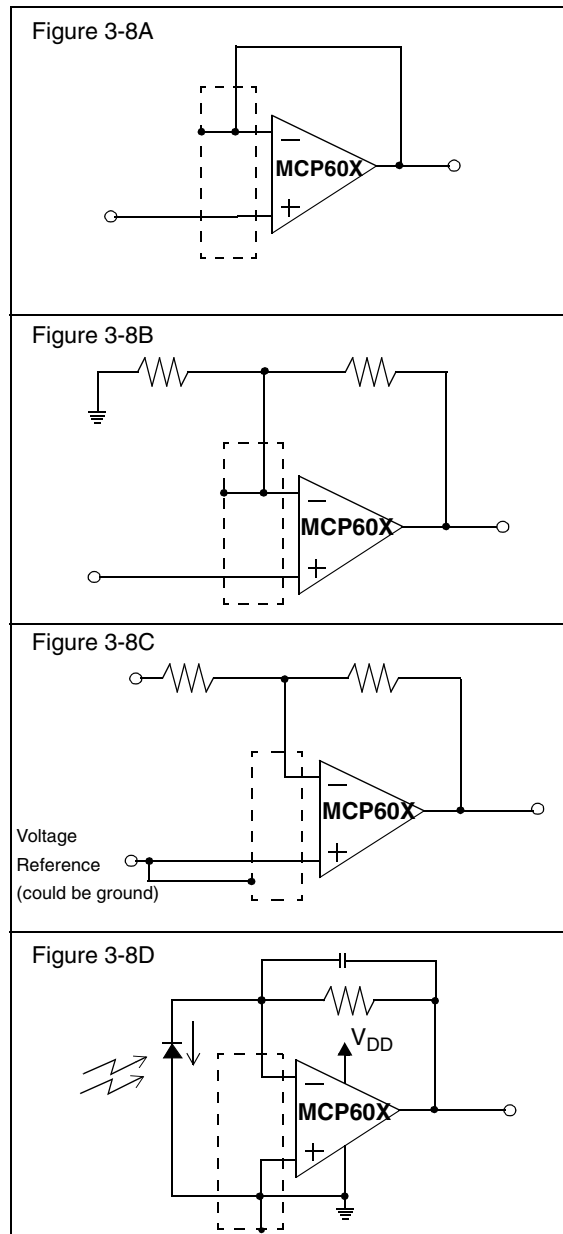 Figure 3-8A
−
MCP60X
+
Figure 3-8B
−
MCP60X
+
Figure 3-8C
−
MCP60X
+
Voltage
Reference
(could be ground)
Figure 3-8D
VDD
−
MCP60X
+